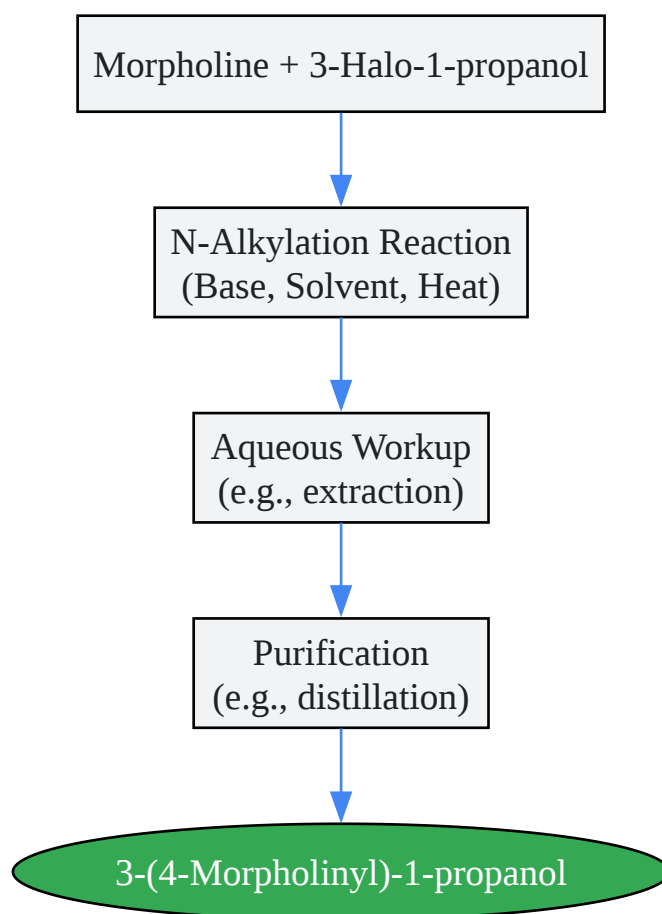 Morpholine + 3-Halo-1-propanol
N-Alkylation Reaction
(Base, Solvent, Heat)
Aqueous Workup
(e.g., extraction)
Purification
(e.g., distillation)
3-(4-Morpholinyl)-1-propanol